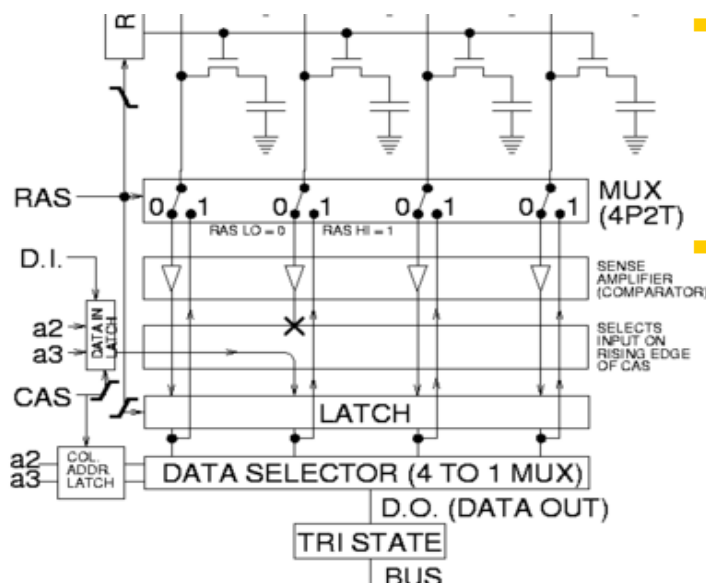 R
RAS
0 1 0 1 0 1 0 1
MUX
(4P2T)
RAS LO = 0 RAS HI = 1
D.I.
SENSE
AMPLIFIER
(COMPARATOR)
a2
a3
DATA IN
LATCH
SELECTS
INPUT ON
RISING EDGE
OF CAS
CAS
LATCH
a2
a3
COL.
ADDR.
LATCH
DATA SELECTOR (4 TO 1 MUX)
D.O. (DATA OUT)
TRI STATE
BUS